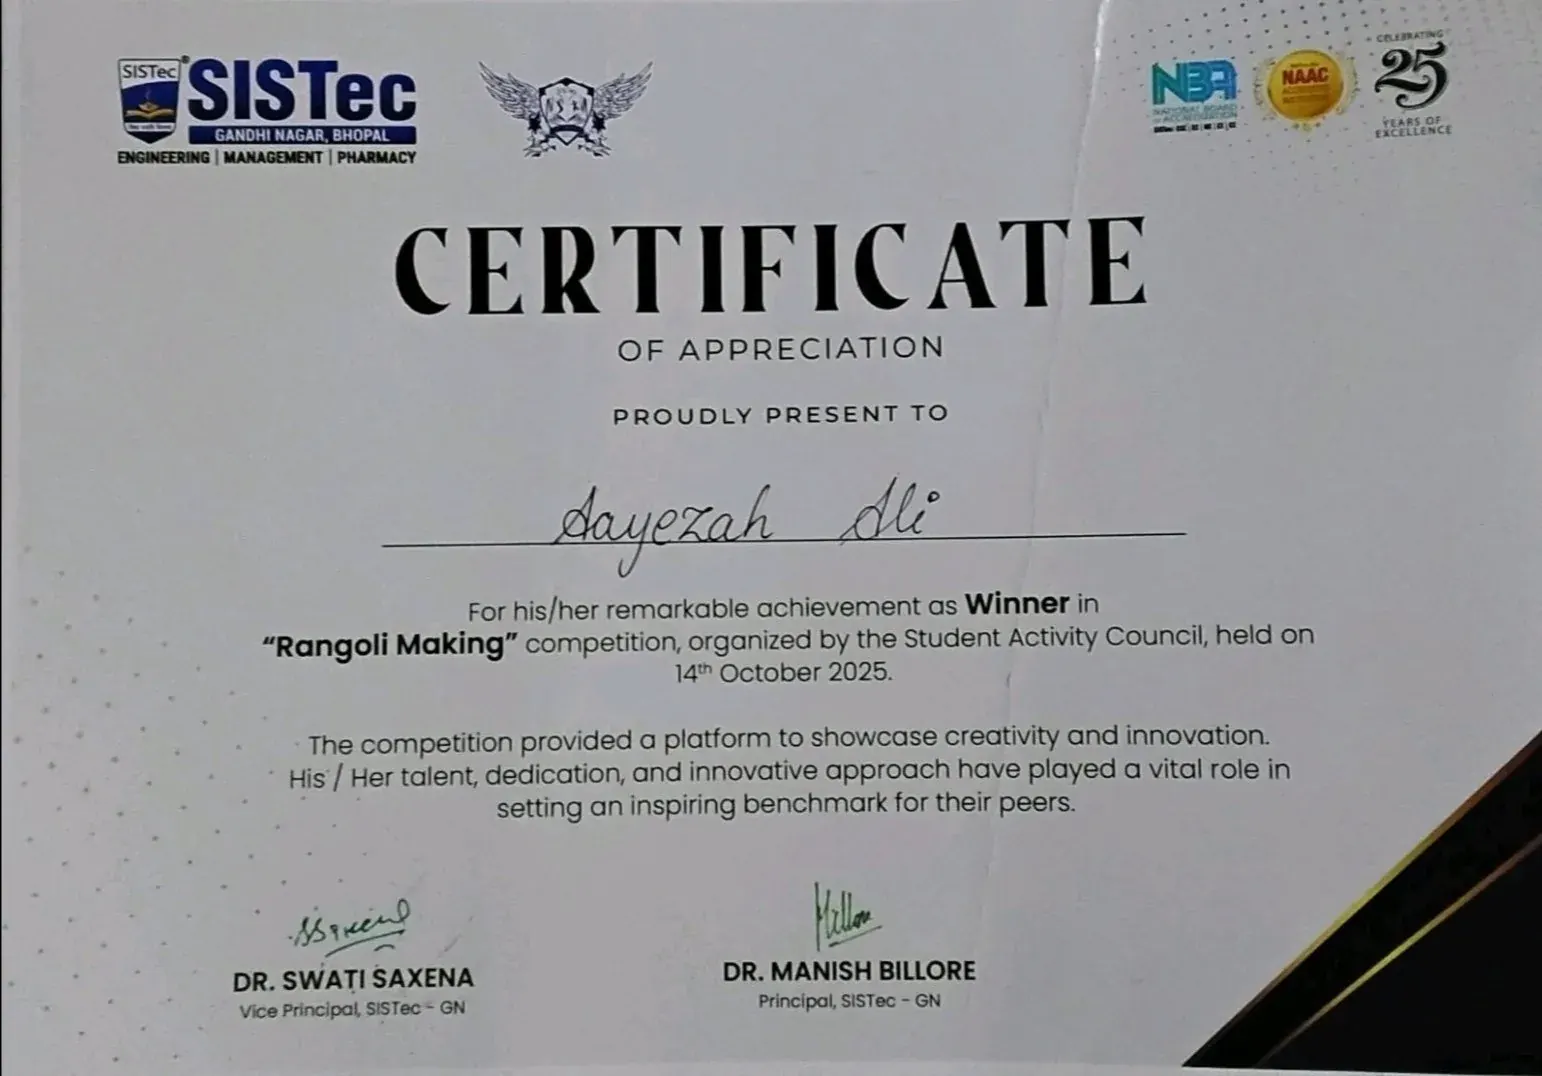 SISTec
SISTec
GANDHI NAGAR, BHOPAL
ENGINEERING | MANAGEMENT | PHARMACY
NBA
NATIONAL BOARD
OF ACCREDITATION
NAAC
CELEBRATING
25
YEARS OF
EXCELLENCE
CERTIFICATE
OF APPRECIATION
PROUDLY PRESENT TO
Aayezah Ali
For his/her remarkable achievement as Winner in
“Rangoli Making” competition, organized by the Student Activity Council, held on
14th October 2025.
The competition provided a platform to showcase creativity and innovation.
His / Her talent, dedication, and innovative approach have played a vital role in
setting an inspiring benchmark for their peers.
DR. SWATI SAXENA
Vice Principal, SISTec - GN
DR. MANISH BILLORE
Principal, SISTec - GN